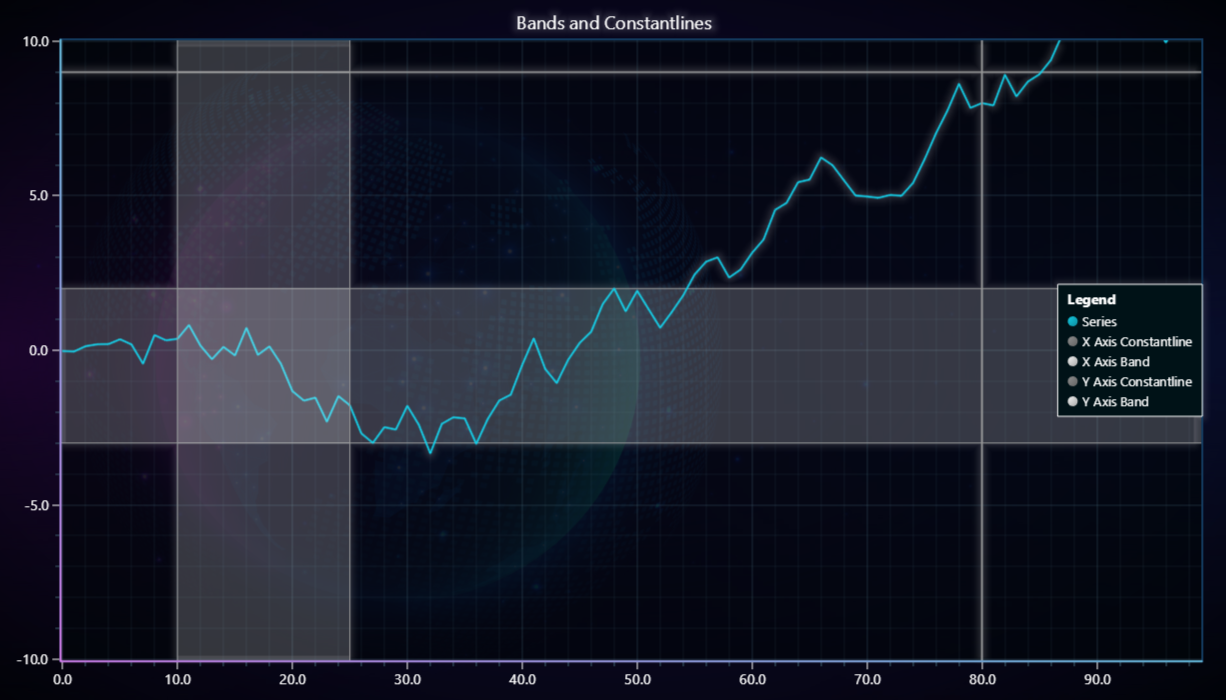 Bands and Constantlines
10.0
5.0
0.0
-5.0
-10.0
Legend
Series
X Axis Constantline
X Axis Band
Y Axis Constantline
Y Axis Band
0.0 10.0 20.0 30.0 40.0 50.0 60.0 70.0 80.0 90.0